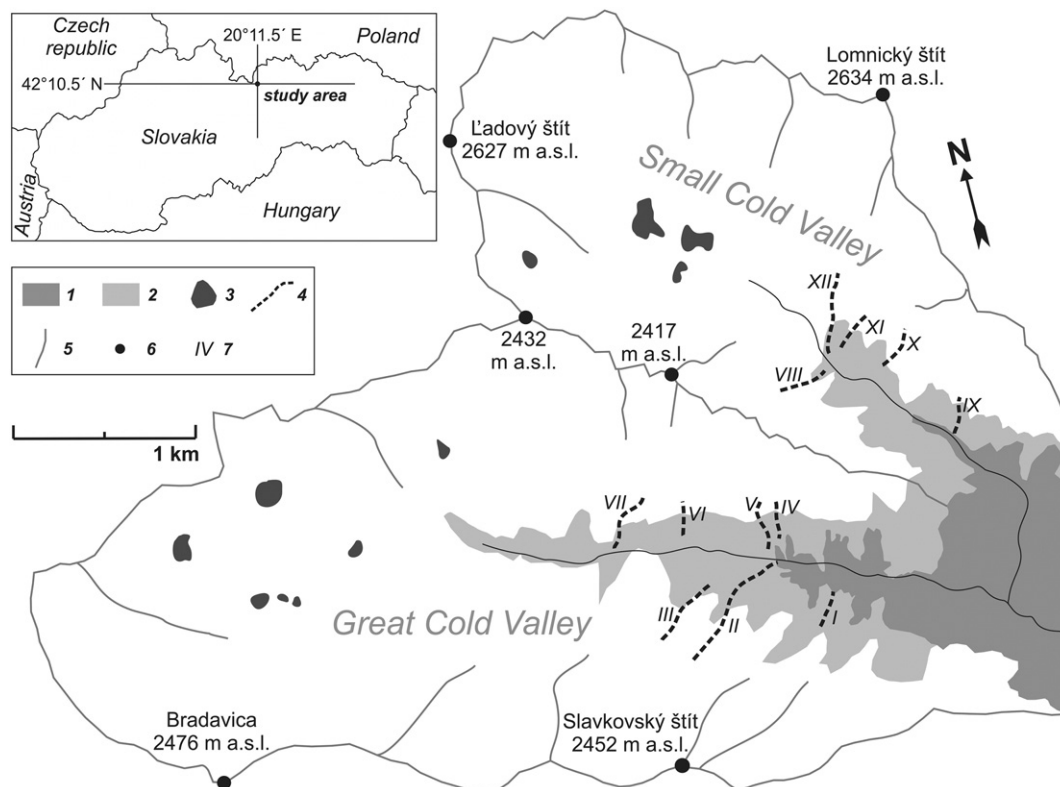 Czech
republic
20°11.5´ E
Poland
42°10.5´ N
study area
Slovakia
Austria
Hungary
1
2
3
4
5
6
IV 7
1 km
Ľadový štít
2627 m a.s.l.
Lomnický štít
2634 m a.s.l.
N
Small Cold Valley
2432
m a.s.l.
2417
m a.s.l.
XII
XI
X
VIII
IX
VII
VI
V
IV
III
II
I
Great Cold Valley
Bradavica
2476 m a.s.l.
Slavkovský štít
2452 m a.s.l.